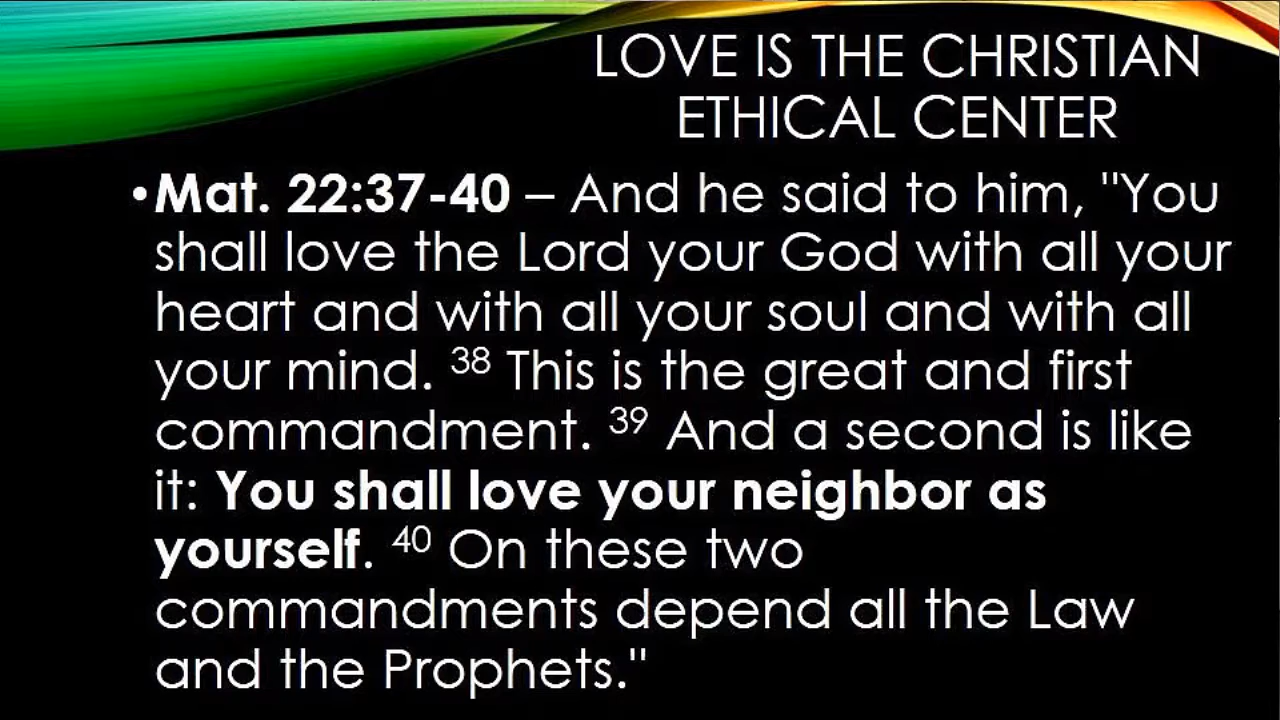 LOVE IS THE CHRISTIAN
ETHICAL CENTER
•Mat. 22:37-40 – And he said to him, "You
shall love the Lord your God with all your
heart and with all your soul and with all
your mind. 38 This is the great and first
commandment. 39 And a second is like
it: You shall love your neighbor as
yourself. 40 On these two
commandments depend all the Law
and the Prophets."